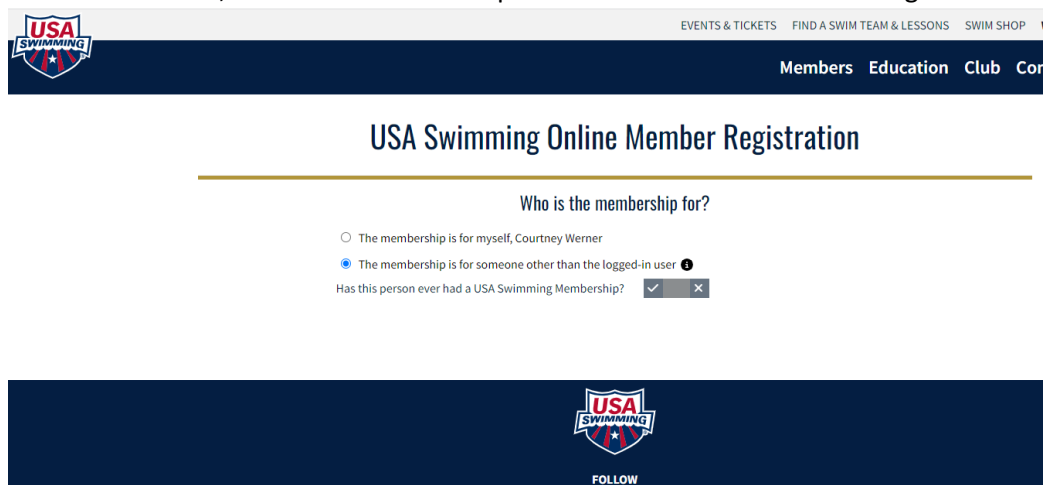 USA
SWIMMING
EVENTS & TICKETS FIND A SWIM TEAM & LESSONS SWIM SHOP
Members Education Club
USA Swimming Online Member Registration
Who is the membership for?
The membership is for myself, Courtney Werner
The membership is for someone other than the logged-in user
Has this person ever had a USA Swimming Membership?
USA
SWIMMING
FOLLOW